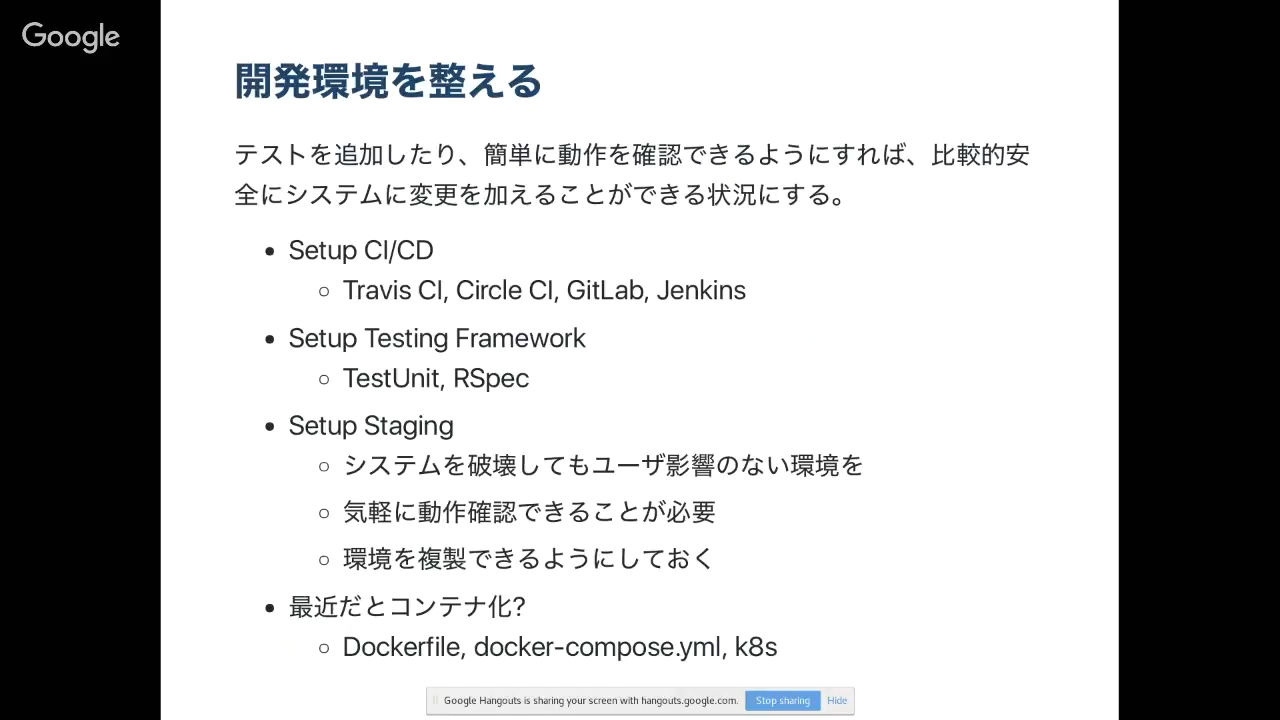 Google
開発環境を整える
テストを追加したり、簡単に動作を確認できるようにすれば、比較的安
全にシステムに変更を加えることができる状況にする。
• Setup CI/CD
○ Travis CI, Circle CI, GitLab, Jenkins
• Setup Testing Framework
○ TestUnit, RSpec
• Setup Staging
○ システムを破壊してもユーザ影響のない環境を
○ 気軽に動作確認できることが必要
○ 環境を複製できるようにしておく
• 最近だとコンテナ化?
○ Dockerfile, docker-compose.yml, k8s
Google Hangouts is sharing your screen with hangouts.google.com. Stop sharing Hide